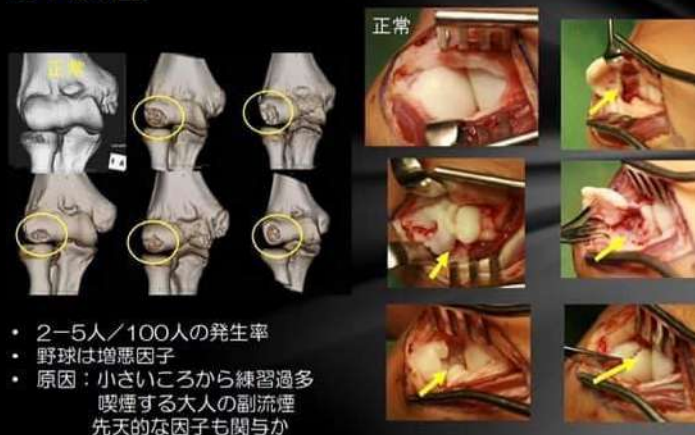 正常
正常
• 2－5人／100人の発生率
• 野球は増悪因子
• 原因：小さいころから練習過多
喫煙する大人の副流煙
先天的な因子も関与か